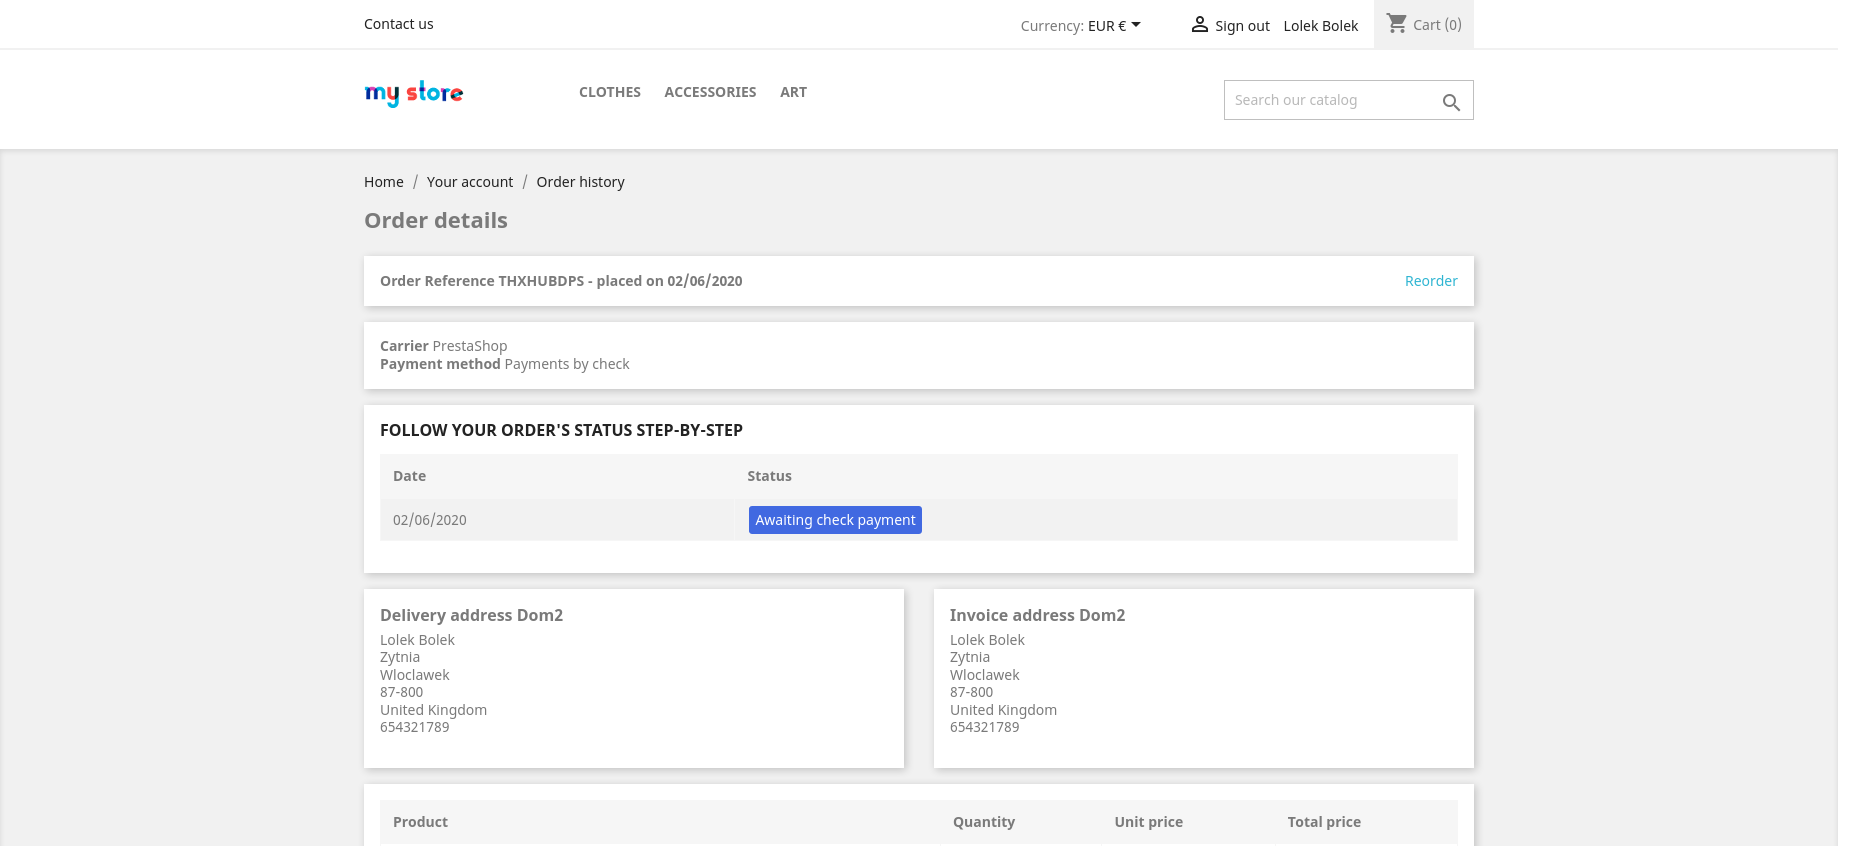 Contact us
Currency: EUR €
Sign out
Lolek Bolek
Cart (0)
my store
CLOTHES
ACCESSORIES
ART
Search our catalog
Home / Your account / Order history
Order details
Order Reference THXHUBDPS - placed on 02/06/2020
Reorder
Carrier PrestaShop
Payment method Payments by check
FOLLOW YOUR ORDER'S STATUS STEP-BY-STEP
Date Status
02/06/2020 Awaiting check payment
Delivery address Dom2
Lolek Bolek
Zytnia
Wloclawek
87-800
United Kingdom
654321789
Invoice address Dom2
Lolek Bolek
Zytnia
Wloclawek
87-800
United Kingdom
654321789
Product Quantity Unit price Total price